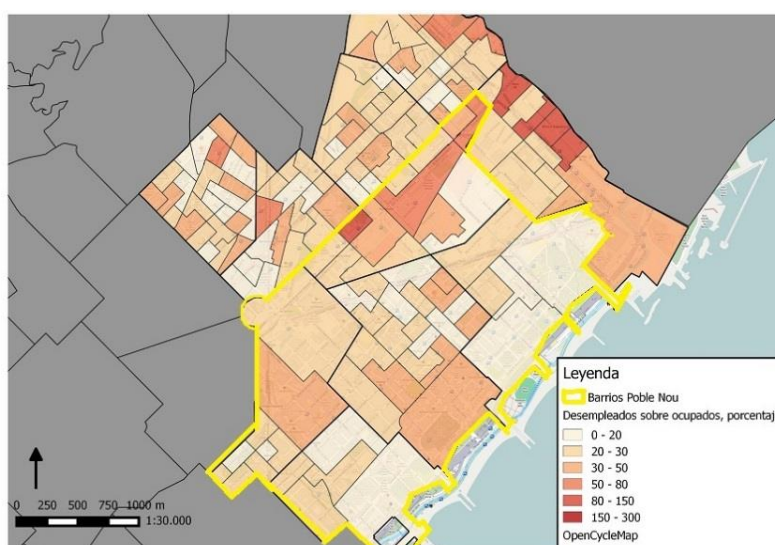 Leyenda
Barrios Poble Nou
Desempleados sobre ocupados, porcentaj
0 - 20
20 - 30
30 - 50
50 - 80
80 - 150
150 - 300
OpenCycleMap
0 250 500 750 1000 m
1:30.000